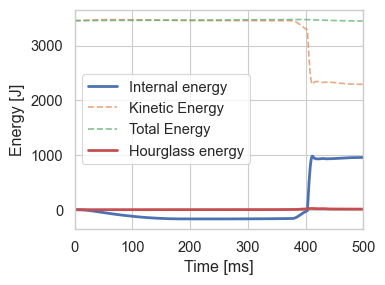 Energy [J]
3000
2000
1000
0
Internal energy
Kinetic Energy
Total Energy
Hourglass energy
0 100 200 300 400 500
Time [ms]